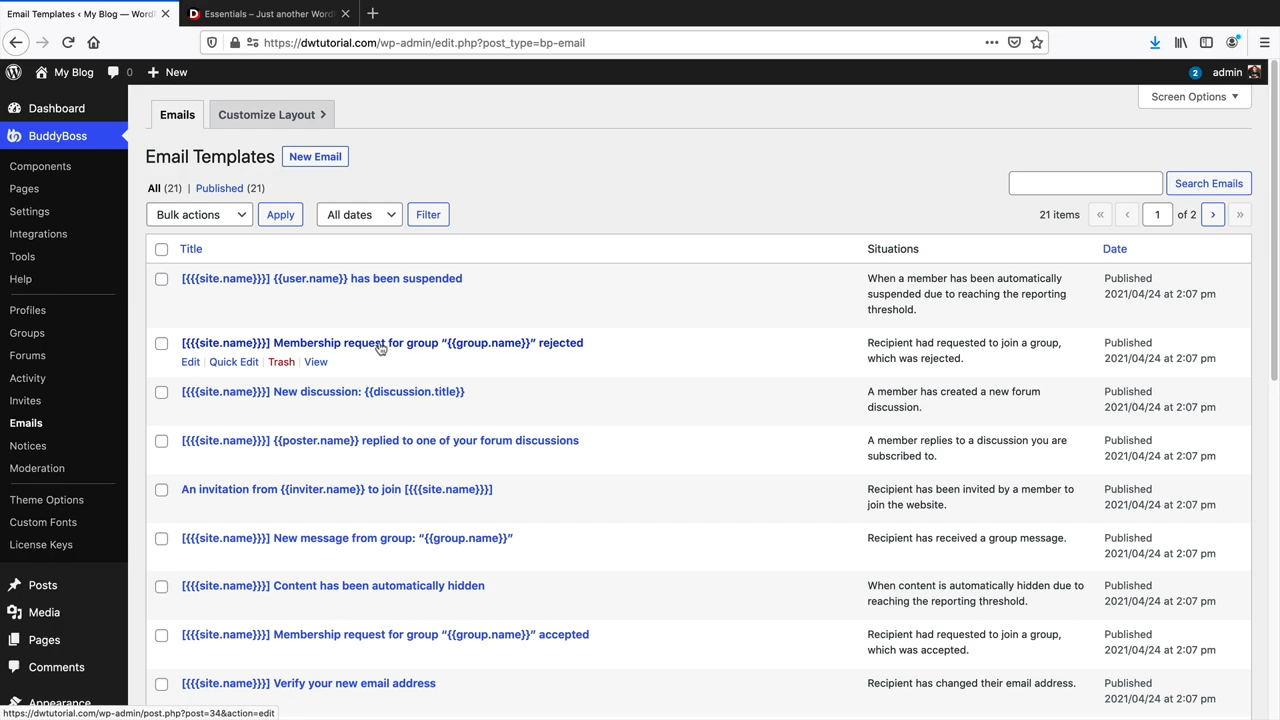 Email Templates ‹ My Blog — WordP
Essentials – Just another Word
https://dwtutorial.com/wp-admin/edit.php?post_type=bp-email
My Blog
0
New
2
admin
Dashboard
BuddyBoss
Components
Pages
Settings
Integrations
Tools
Help
Profiles
Groups
Forums
Activity
Invites
Emails
Notices
Moderation
Theme Options
Custom Fonts
License Keys
Posts
Media
Pages
Comments
Appearance
Emails
Customize Layout
Screen Options
Email Templates
New Email
All (21) | Published (21)
Search Emails
Bulk actions
Apply
All dates
Filter
21 items « ‹ 1 of 2 › »
Title
Situations
Date
[{{{site.name}}}] {{user.name}} has been suspended
When a member has been automatically
suspended due to reaching the reporting
threshold.
Published
2021/04/24 at 2:07 pm
[{{{site.name}}}] Membership request for group “{{group.name}}” rejected
Edit | Quick Edit | Trash | View
Recipient had requested to join a group,
which was rejected.
Published
2021/04/24 at 2:07 pm
[{{{site.name}}}] New discussion: {{discussion.title}}
A member has created a new forum
discussion.
Published
2021/04/24 at 2:07 pm
[{{{site.name}}}] {{poster.name}} replied to one of your forum discussions
A member replies to a discussion you are
subscribed to.
Published
2021/04/24 at 2:07 pm
An invitation from {{inviter.name}} to join [{{{site.name}}}]
Recipient has been invited by a member to
join the website.
Published
2021/04/24 at 2:07 pm
[{{{site.name}}}] New message from group: “{{group.name}}”
Recipient has received a group message.
Published
2021/04/24 at 2:07 pm
[{{{site.name}}}] Content has been automatically hidden
When content is automatically hidden due to
reaching the reporting threshold.
Published
2021/04/24 at 2:07 pm
[{{{site.name}}}] Membership request for group “{{group.name}}” accepted
Recipient had requested to join a group,
which was accepted.
Published
2021/04/24 at 2:07 pm
[{{{site.name}}}] Verify your new email address
Recipient has changed their email address.
Published
2021/04/24 at 2:07 pm
https://dwtutorial.com/wp-admin/post.php?post=34&action=edit